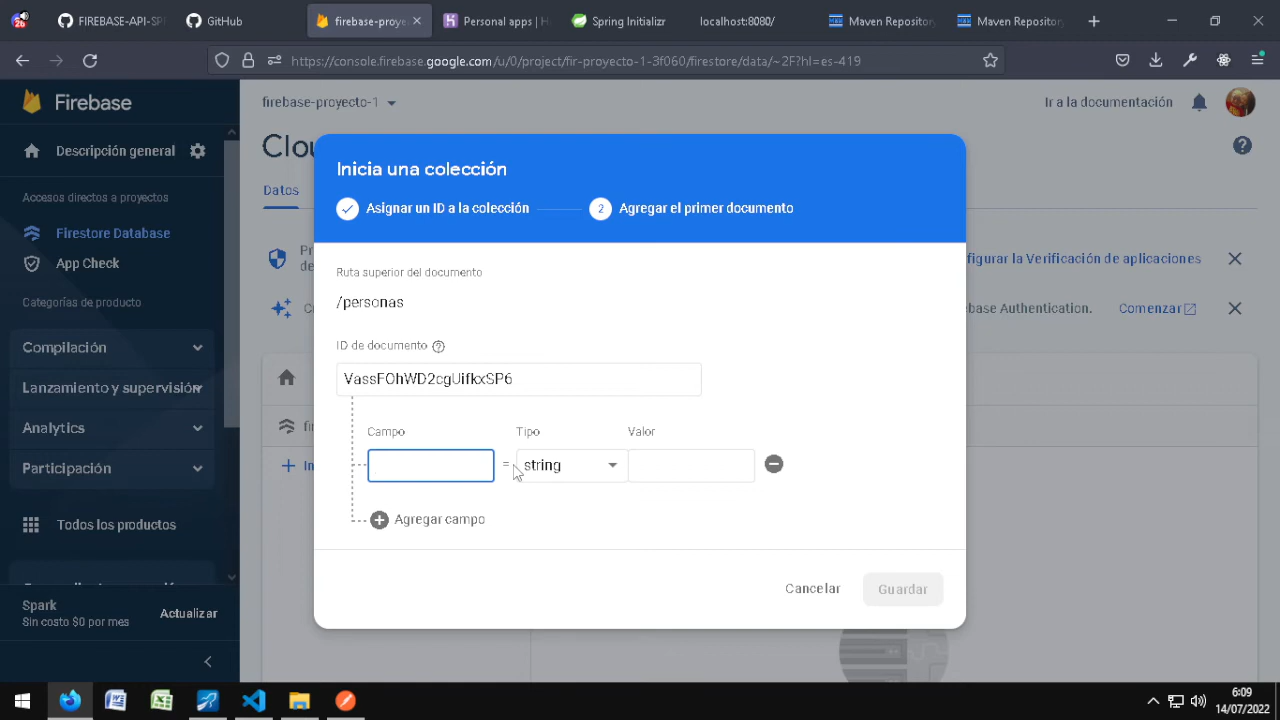 26
FIREBASE-API-SPR
GitHub
firebase-proye
Personal apps | H
Spring Initializr
localhost:8080/
Maven Repository
Maven Repository
https://console.firebase.google.com/u/0/project/fir-proyecto-1-3f060/firestore/data/~2F?hl=es-419
Firebase
firebase-proyecto-1
Ir a la documentación
Descripción general
Clou
Accesos directos a proyectos
Datos
Firestore Database
App Check
Categorías de producto
Compilación
Lanzamiento y supervisión
Analytics
Participación
Todos los productos
Spark
Sin costo $0 por mes
Actualizar
figurar la Verificación de aplicaciones
base Authentication.
Comenzar
Inicia una colección
Asignar un ID a la colección
2
Agregar el primer documento
Ruta superior del documento
/personas
ID de documento
VassFOhWD2cgUifkxSP6
Campo
Tipo
Valor
=
string
Agregar campo
Cancelar
Guardar
6:09
14/07/2022